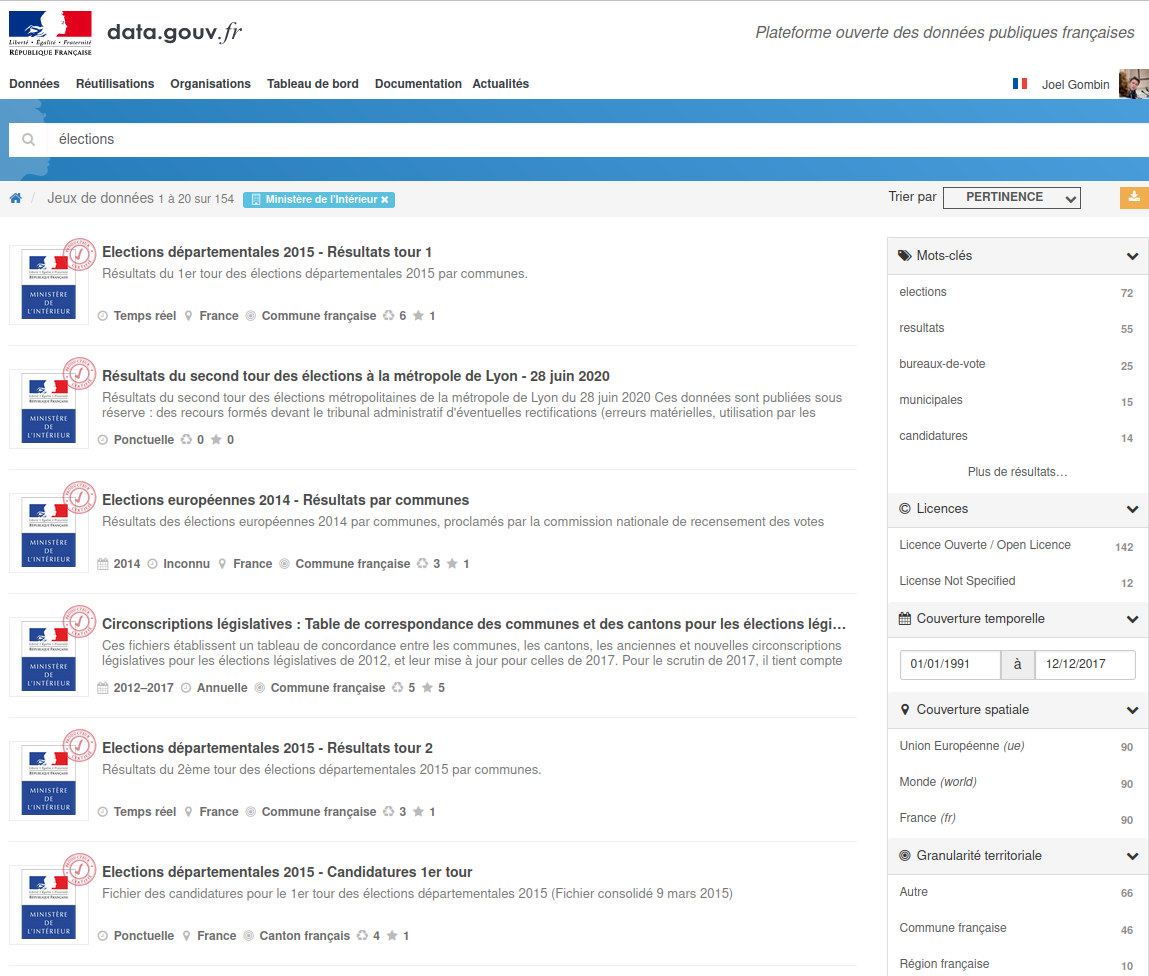 Liberté • Égalité • Fraternité
RÉPUBLIQUE FRANÇAISE
data.gouv.fr
Plateforme ouverte des données publiques françaises
Données Réutilisations Organisations Tableau de bord Documentation Actualités
Joel Gombin
élections
/ Jeux de données 1 à 20 sur 154 Ministère de l'Intérieur ×
Trier par PERTINENCE
MINISTÈRE
DE
L'INTÉRIEUR
Elections départementales 2015 - Résultats tour 1
Résultats du 1er tour des élections départementales 2015 par communes.
Temps réel France Commune française 6 1
MINISTÈRE
DE
L'INTÉRIEUR
Résultats du second tour des élections à la métropole de Lyon - 28 juin 2020
Résultats du second tour des élections métropolitaines de la métropole de Lyon du 28 juin 2020 Ces données sont publiées sous
réserve : des recours formés devant le tribunal administratif d'éventuelles rectifications (erreurs matérielles, utilisation par les
Ponctuelle 0 0
MINISTÈRE
DE
L'INTÉRIEUR
Elections européennes 2014 - Résultats par communes
Résultats des élections européennes 2014 par communes, proclamés par la commission nationale de recensement des votes
2014 Inconnu France Commune française 3 1
MINISTÈRE
DE
L'INTÉRIEUR
Circonscriptions législatives : Table de correspondance des communes et des cantons pour les élections légi...
Ces fichiers établissent un tableau de concordance entre les communes, les cantons, les anciennes et nouvelles circonscriptions
législatives pour les élections législatives de 2012, et leur mise à jour pour celles de 2017. Pour le scrutin de 2017, il tient compte
2012–2017 Annuelle Commune française 5 5
MINISTÈRE
DE
L'INTÉRIEUR
Elections départementales 2015 - Résultats tour 2
Résultats du 2ème tour des élections départementales 2015 par communes.
Temps réel France Commune française 3 1
MINISTÈRE
DE
L'INTÉRIEUR
Elections départementales 2015 - Candidatures 1er tour
Fichier des candidatures pour le 1er tour des élections départementales 2015 (Fichier consolidé 9 mars 2015)
Ponctuelle France Canton français 4 1
Mots-clés
elections 72
resultats 55
bureaux-de-vote 25
municipales 15
candidatures 14
Plus de résultats…
Licences
Licence Ouverte / Open Licence 142
License Not Specified 12
Couverture temporelle
01/01/1991 à 12/12/2017
Couverture spatiale
Union Européenne (ue) 90
Monde (world) 90
France (fr) 90
Granularité territoriale
Autre 66
Commune française 46
Région française 10